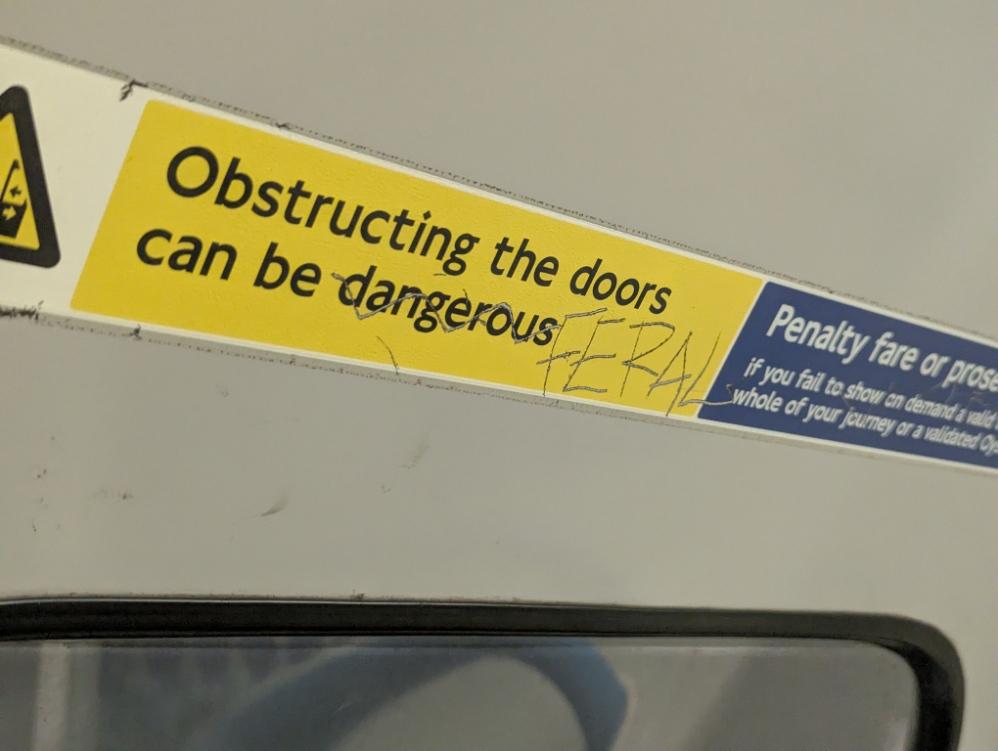 Obstructing the doors
can be dangerous FERAL
Penalty fare or
if you fail to show on demand a valid
whole of your journey or a validated